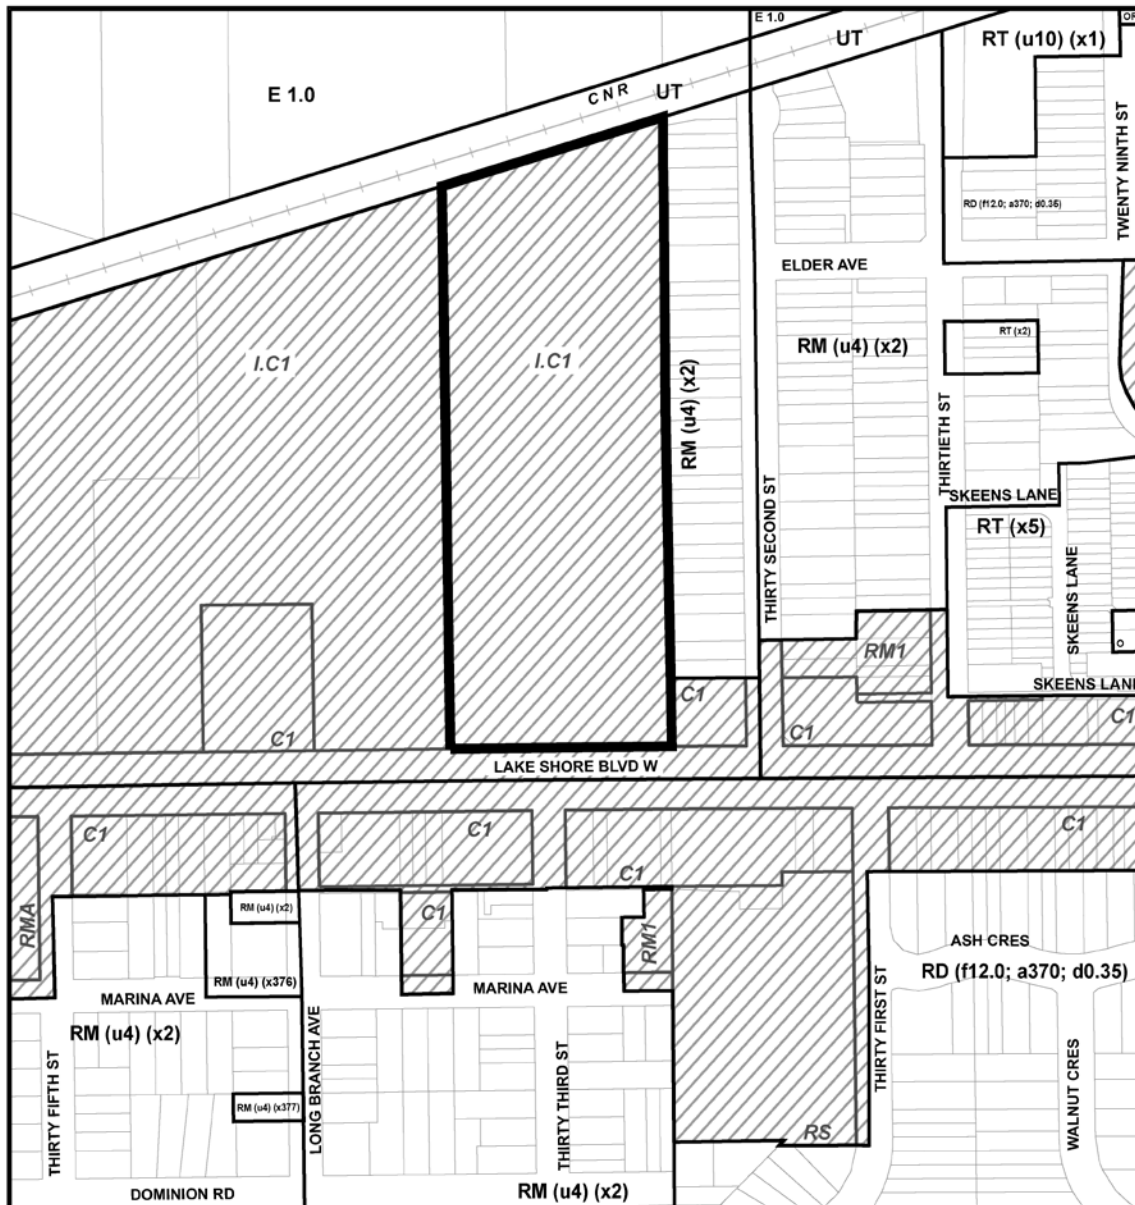 E 1.0
UT
RT (u10) (x1)
E 1.0
CNR
UT
TWENTY NINTH ST
RD (f12.0; a370; d0.35)
ELDER AVE
RT (x2)
I.C1
I.C1
RM (u4) (x2)
RM (u4) (x2)
THIRTIETH ST
SKEENS LANE
RT (x5)
THIRTY SECOND ST
SKEENS LANE
RM1
O
SKEENS LANE
C1
C1
C1
C1
LAKE SHORE BLVD W
C1
C1
C1
C1
RMA
RM (u4) (x2)
C1
RM1
ASH CRES
RD (f12.0; a370; d0.35)
RM (u4) (x376)
MARINA AVE
MARINA AVE
RM (u4) (x2)
THIRTY FIFTH ST
LONG BRANCH AVE
THIRTY THIRD ST
THIRTY FIRST ST
WALNUT CRES
RM (u4) (x377)
RS
DOMINION RD
RM (u4) (x2)